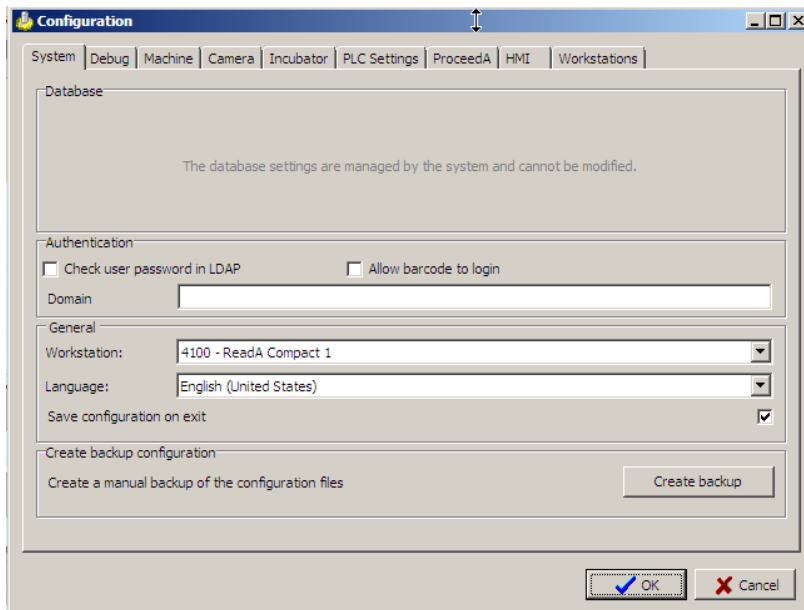 Configuration
System Debug Machine Camera Incubator PLC Settings ProceedA HMI Workstations
Database
The database settings are managed by the system and cannot be modified.
Authentication
Check user password in LDAP Allow barcode to login
Domain
General
Workstation: 4100 - ReadA Compact 1
Language: English (United States)
Save configuration on exit
Create backup configuration
Create a manual backup of the configuration files Create backup
OK Cancel